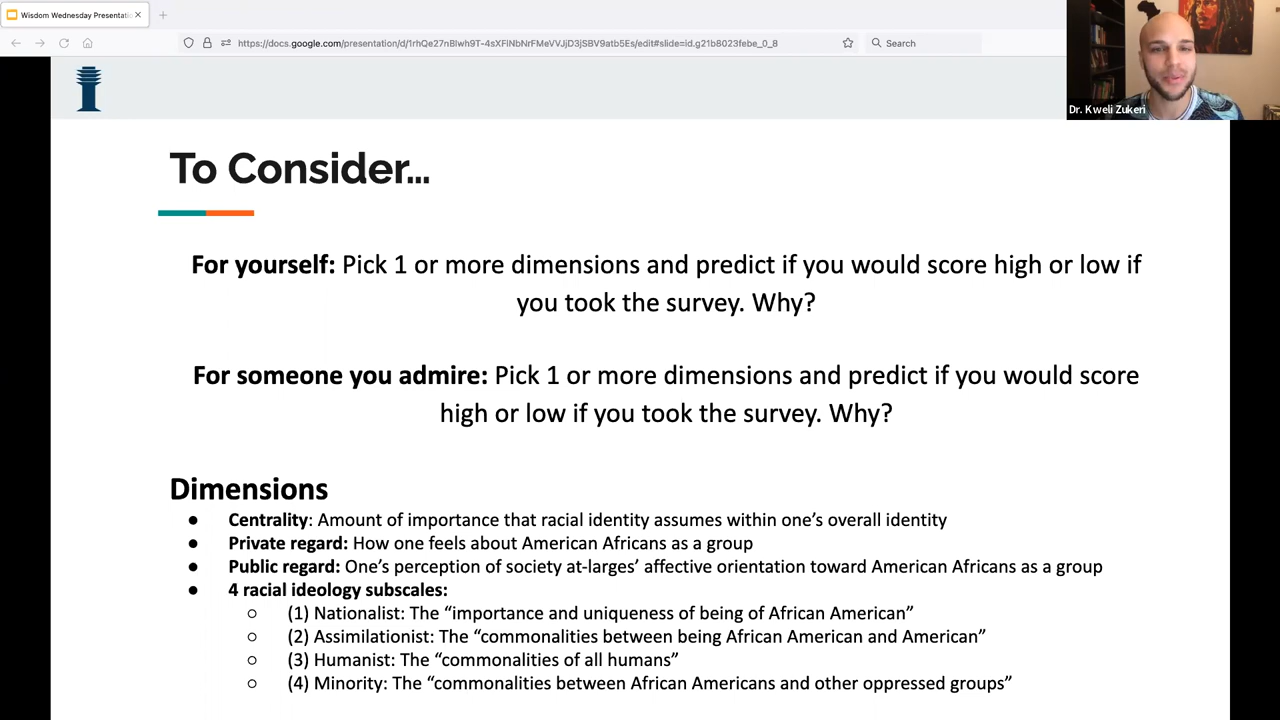 Wisdom Wednesday Presentati
https://docs.google.com/presentation/d/1rhQe27nBlwh9T-4sXFlNbNrFMeVVJjD3jSBV9atb5Es/edit#slide=id.g21b8023febe_0_8
Search
Dr. Kweli Zukeri
To Consider...
For yourself: Pick 1 or more dimensions and predict if you would score high or low if
you took the survey. Why?
For someone you admire: Pick 1 or more dimensions and predict if you would score
high or low if you took the survey. Why?
Dimensions
● Centrality: Amount of importance that racial identity assumes within one’s overall identity
● Private regard: How one feels about American Africans as a group
● Public regard: One’s perception of society at-larges’ affective orientation toward American Africans as a group
● 4 racial ideology subscales:
○ (1) Nationalist: The “importance and uniqueness of being of African American”
○ (2) Assimilationist: The “commonalities between being African American and American”
○ (3) Humanist: The “commonalities of all humans”
○ (4) Minority: The “commonalities between African Americans and other oppressed groups”